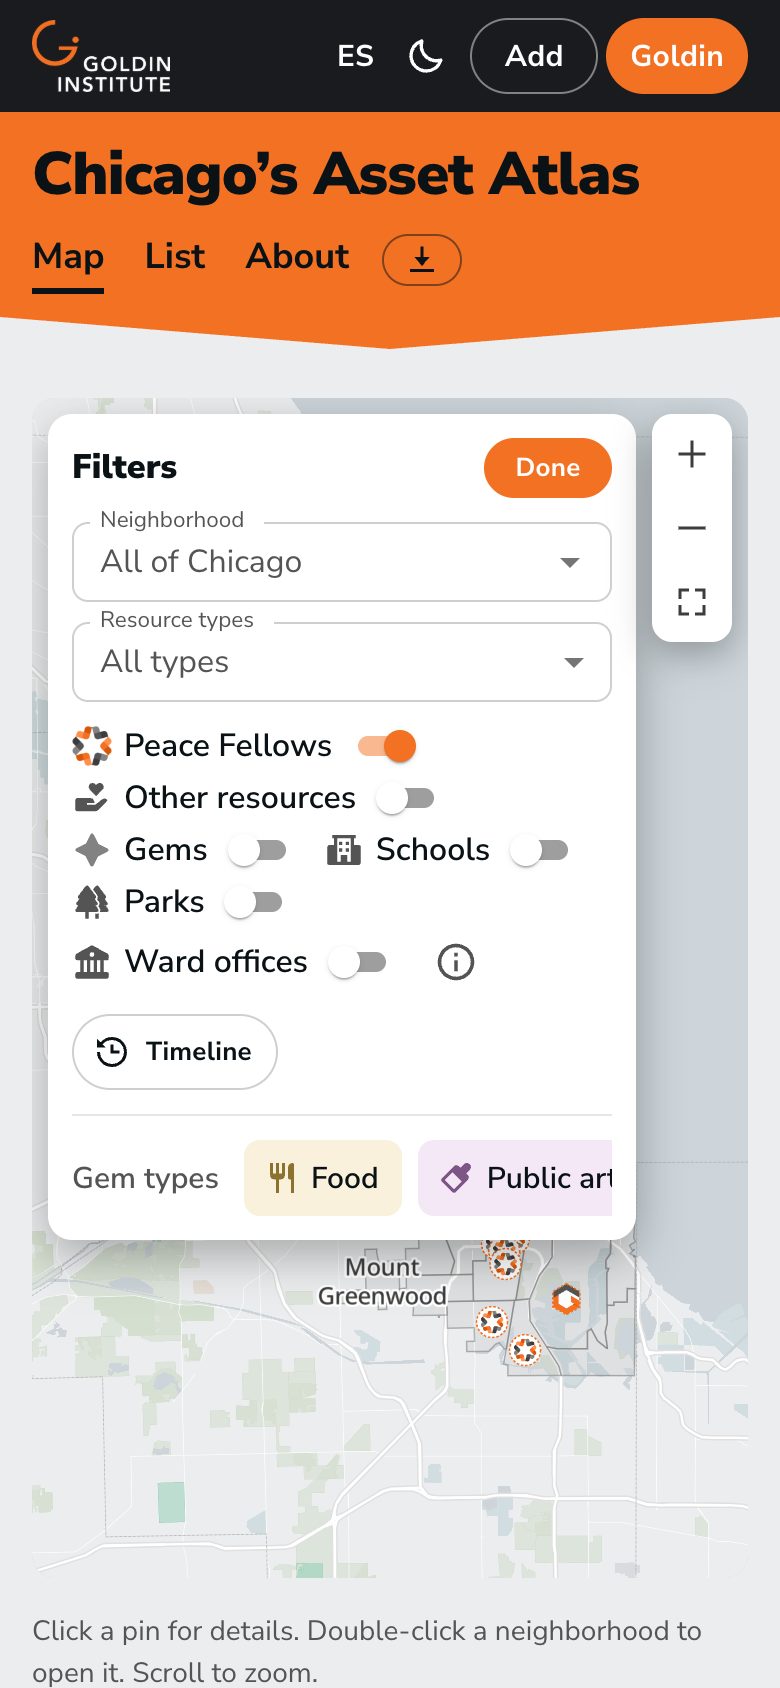 GOLDIN
INSTITUTE
ES
Add
Goldin
Chicago’s Asset Atlas
Map
List
About
Filters
Done
Neighborhood
All of Chicago
Resource types
All types
Peace Fellows
Other resources
Gems
Schools
Parks
Ward offices
Timeline
Gem types
Food
Public art
Mount
Greenwood
Click a pin for details. Double-click a neighborhood to
open it. Scroll to zoom.